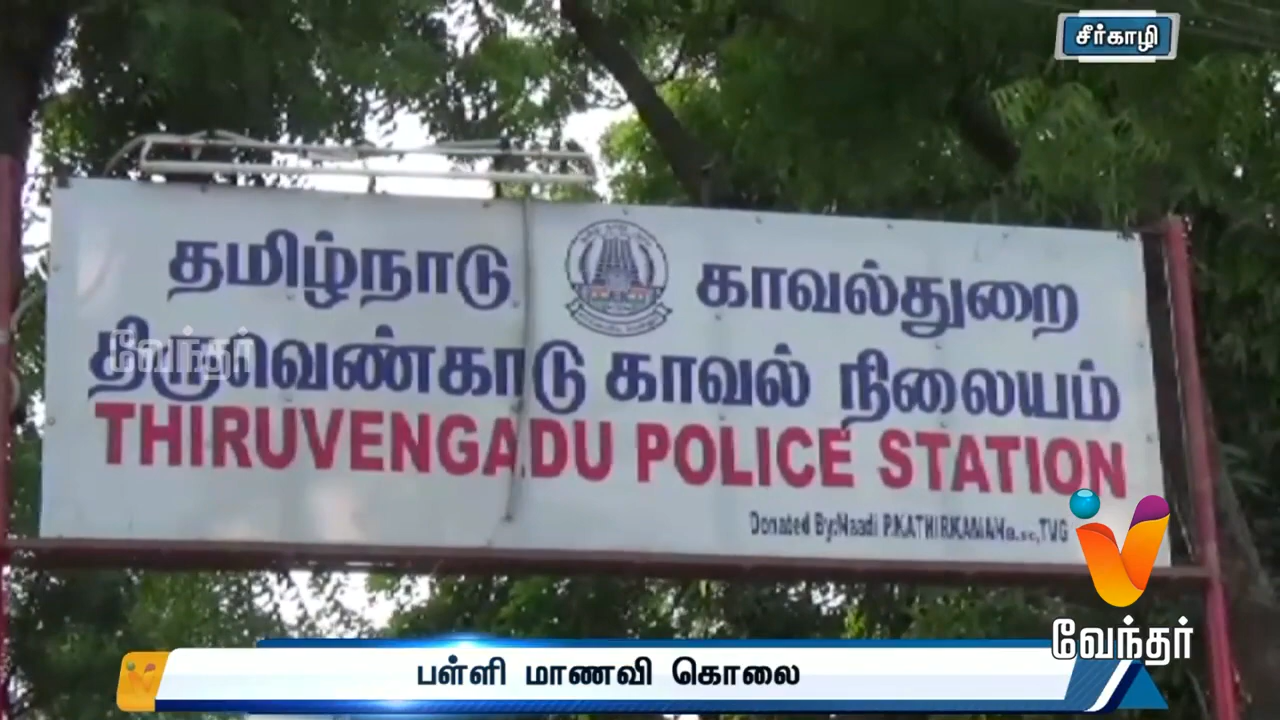 சீர்காழி
தமிழ்நாடு காவல்துறை
திருவெண்காடு காவல் நிலையம்
வேந்தர்
THIRUVENGADU POLICE STATION
Donated By:Naadi P.KATHIRKAMAN B.sc,TVG
வேந்தர்
பள்ளி மாணவி கொலை